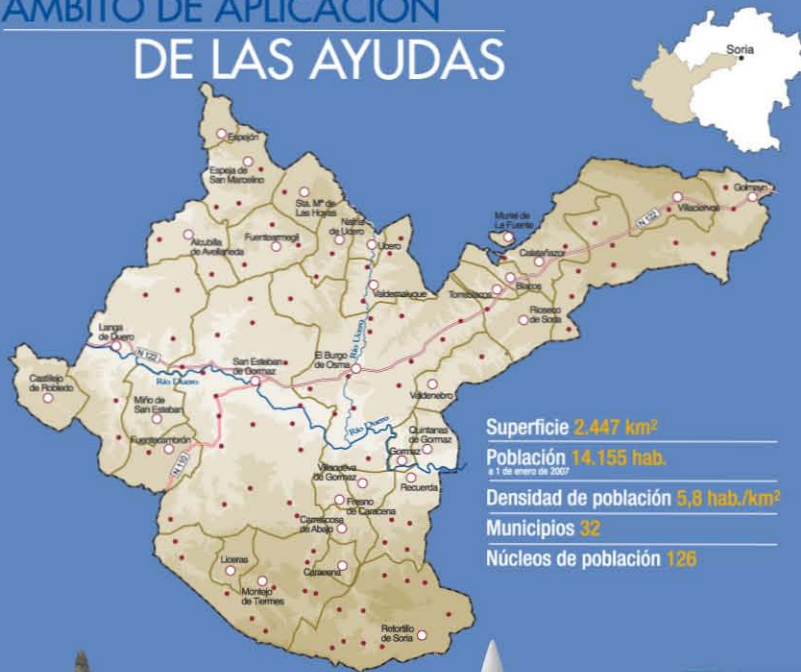 ÁMBITO DE APLICACIÓN
DE LAS AYUDAS
Soria
Espejón
Espeja de
San Marcelino
Sta. Mª de
Las Hoyas
Nafría
de Ucero
Ucero
Alcubilla
de Avellaneda
Fuentearmegil
Muriel de
La Fuente
Calatañazor
N 122
Villaciervos
Golmayo
Valdemaluque
Torreblacos
Blacos
Rioseco
de Soria
Langa
de Duero
N 122
Río Duero
San Esteban
de Gormaz
El Burgo
de Osma
Río Ucero
Castillejo
de Robledo
Miño de
San Esteban
Valdenebro
Fuentecambrón
N 110
Río Duero
Quintanas
de Gormaz
Gormaz
Villanueva
de Gormaz
Recuerda
Fresno
de Caracena
Carrascosa
de Abajo
Liceras
Caracena
Montejo
de Tiermes
Retortillo
de Soria
Superficie 2.447 km²
Población 14.155 hab.
a 1 de enero de 2007
Densidad de población 5,8 hab./km²
Municipios 32
Núcleos de población 126